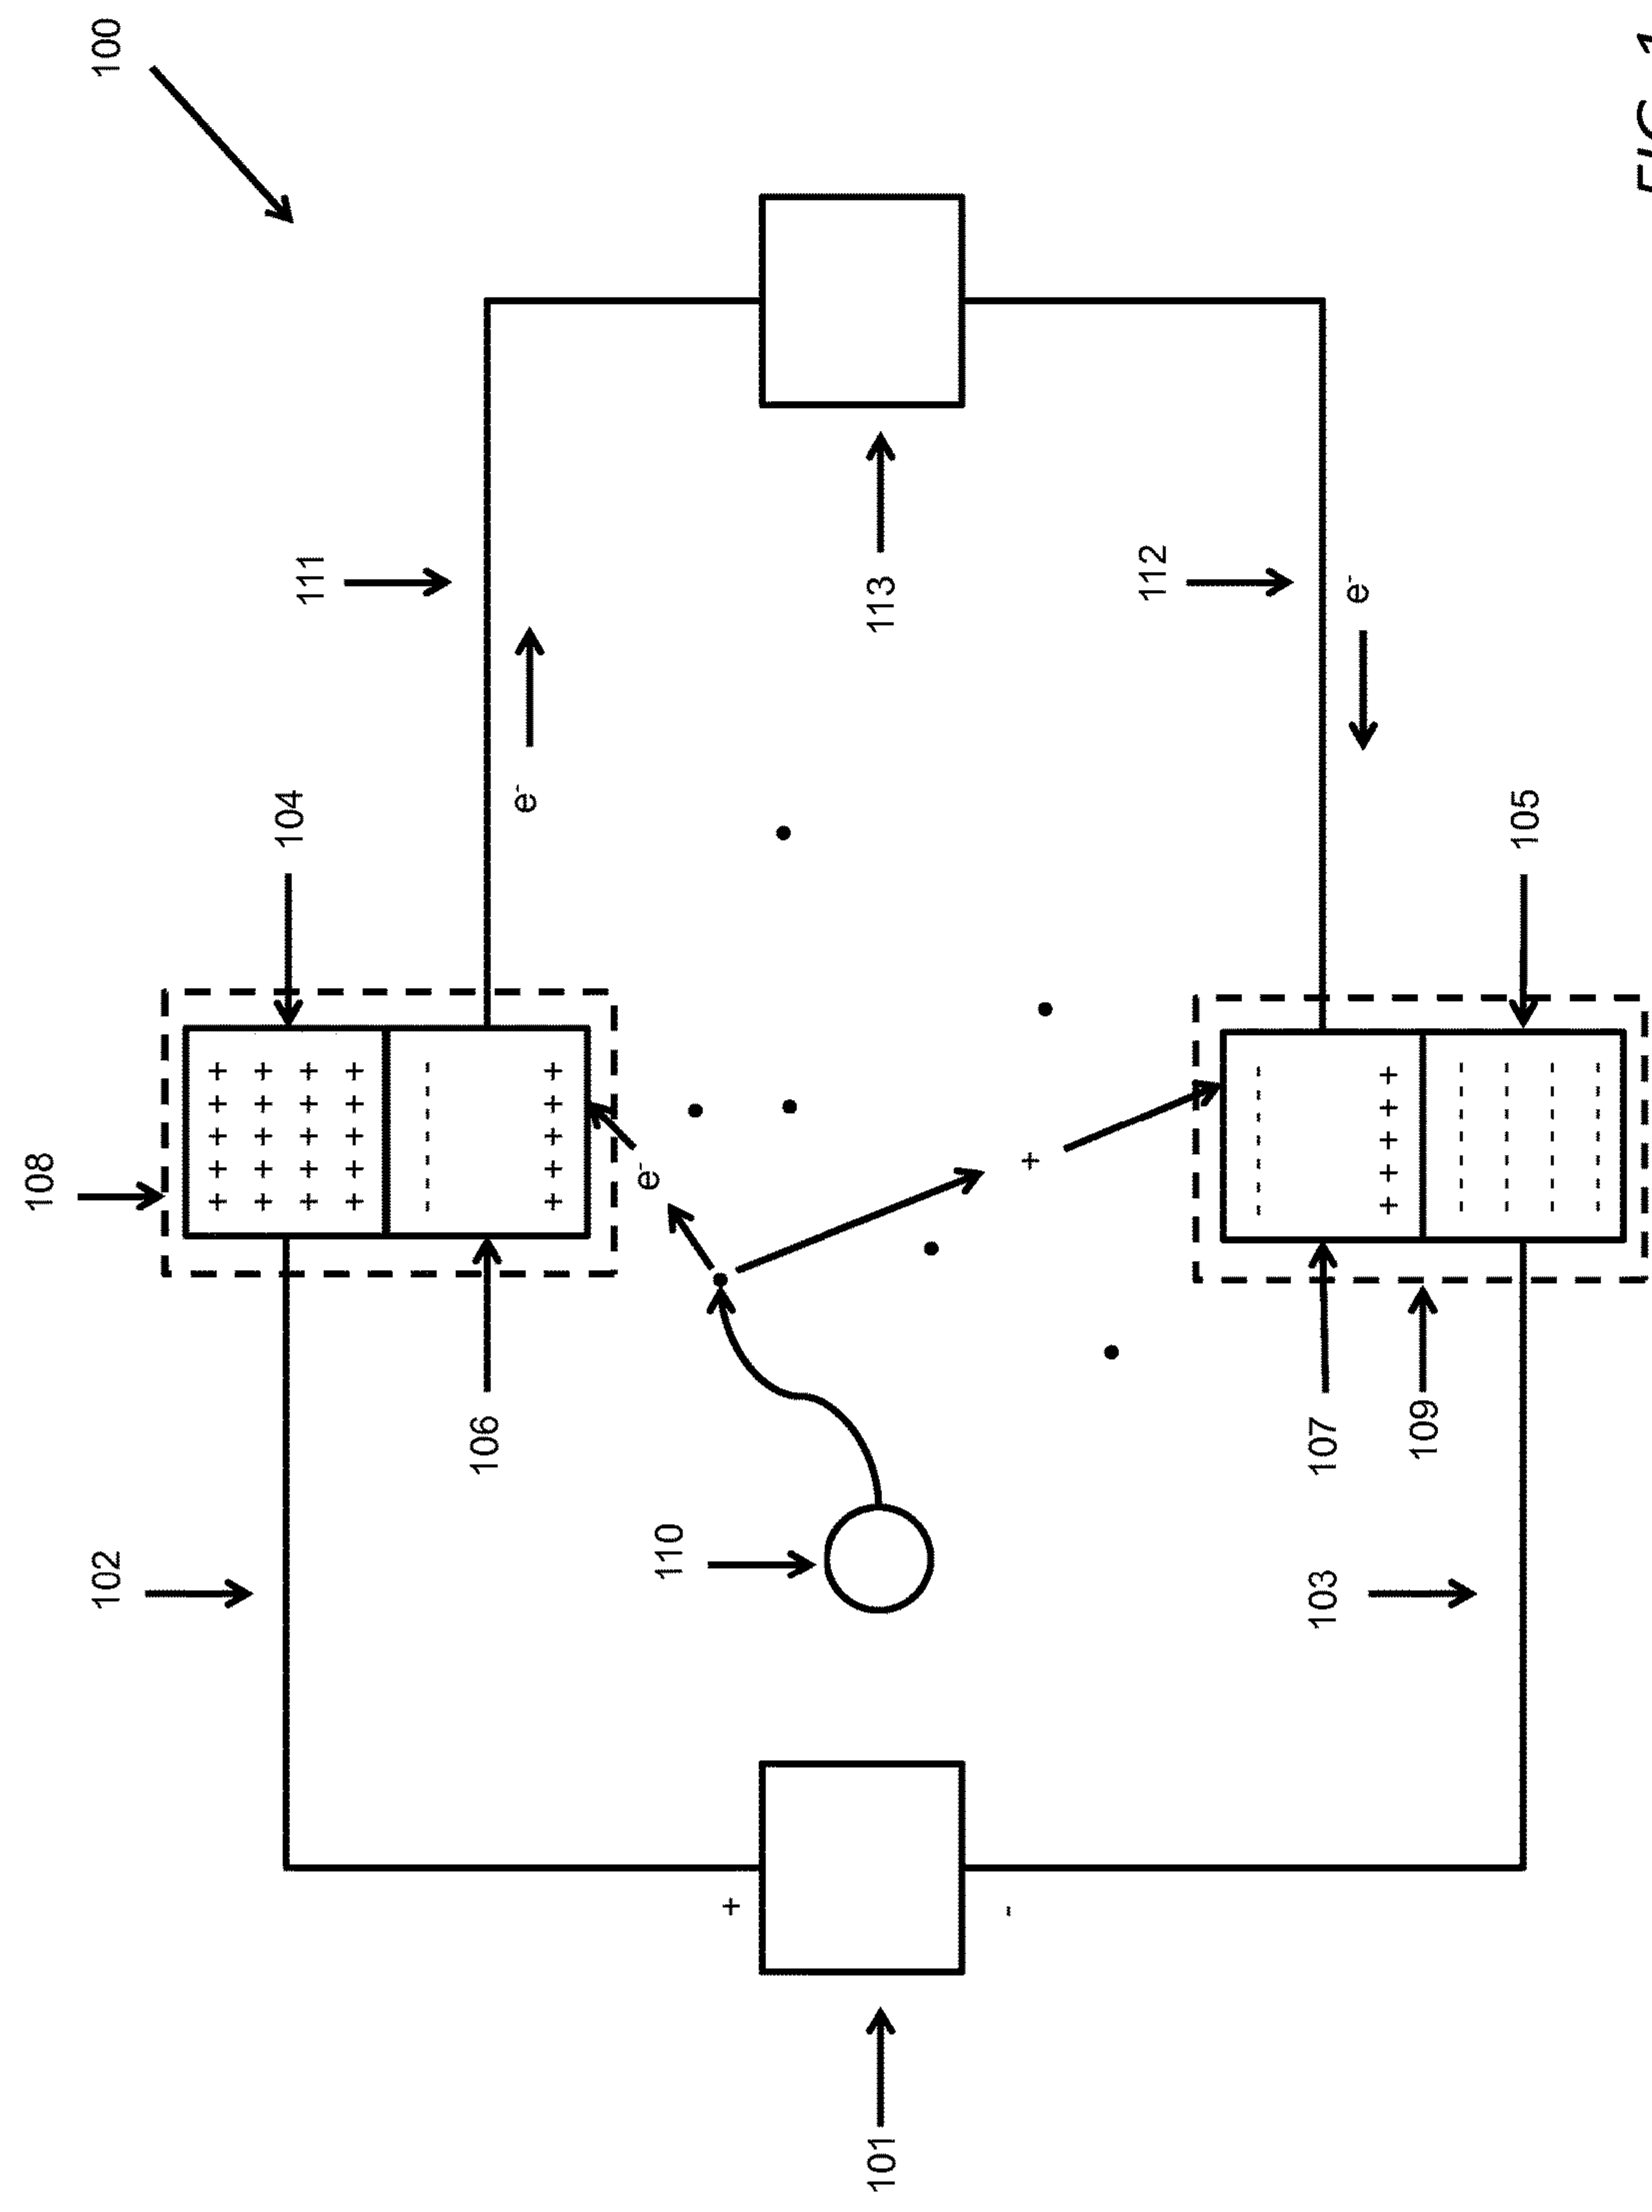 108
102
100
+ + + + +
+ + + + +
104
111
+ + + + +
+ + + + +
- - - - - - -
106
e-
+ + + + +
e-
110
+
101
113
-
+
112
- - - - - - -
103
107
e-
+ + + + +
109
- - - - - - -
- - - - - - -
105
- - - - - - -
- - - - - - -
FIG. 1